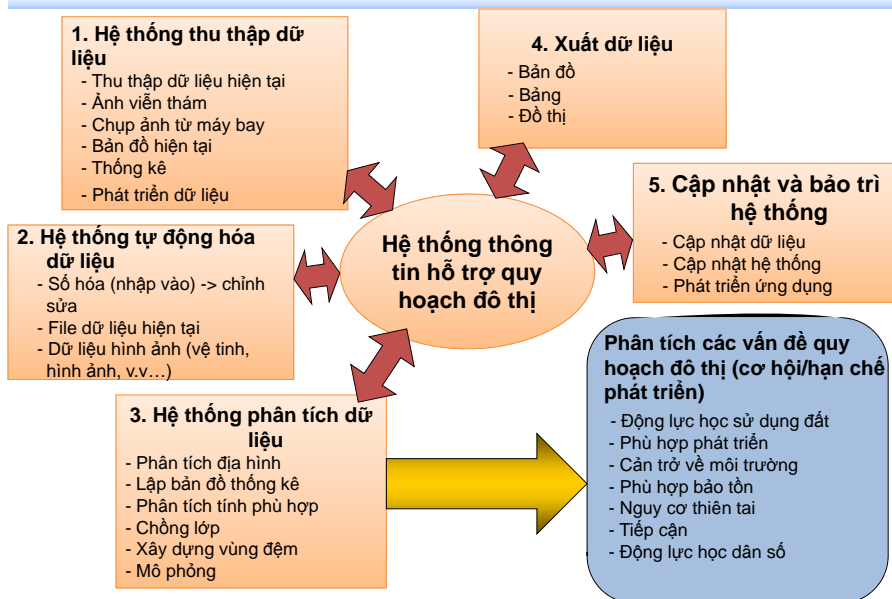 1. Hệ thống thu thập dữ
liệu
- Thu thập dữ liệu hiện tại
- Ảnh viễn thám
- Chụp ảnh từ máy bay
- Bản đồ hiện tại
- Thống kê
- Phát triển dữ liệu
2. Hệ thống tự động hóa
dữ liệu
- Số hóa (nhập vào) -> chỉnh
sửa
- File dữ liệu hiện tại
- Dữ liệu hình ảnh (vệ tinh,
hình ảnh, v.v…)
3. Hệ thống phân tích dữ
liệu
- Phân tích địa hình
- Lập bản đồ thống kê
- Phân tích tính phù hợp
- Chồng lớp
- Xây dựng vùng đệm
- Mô phỏng
Hệ thống thông
tin hỗ trợ quy
hoạch đô thị
4. Xuất dữ liệu
- Bản đồ
- Bảng
- Đồ thị
5. Cập nhật và bảo trì
hệ thống
- Cập nhật dữ liệu
- Cập nhật hệ thống
- Phát triển ứng dụng
Phân tích các vấn đề quy
hoạch đô thị (cơ hội/hạn chế
phát triển)
- Động lực học sử dụng đất
- Phù hợp phát triển
- Cản trở về môi trường
- Phù hợp bảo tồn
- Nguy cơ thiên tai
- Tiếp cận
- Động lực học dân số